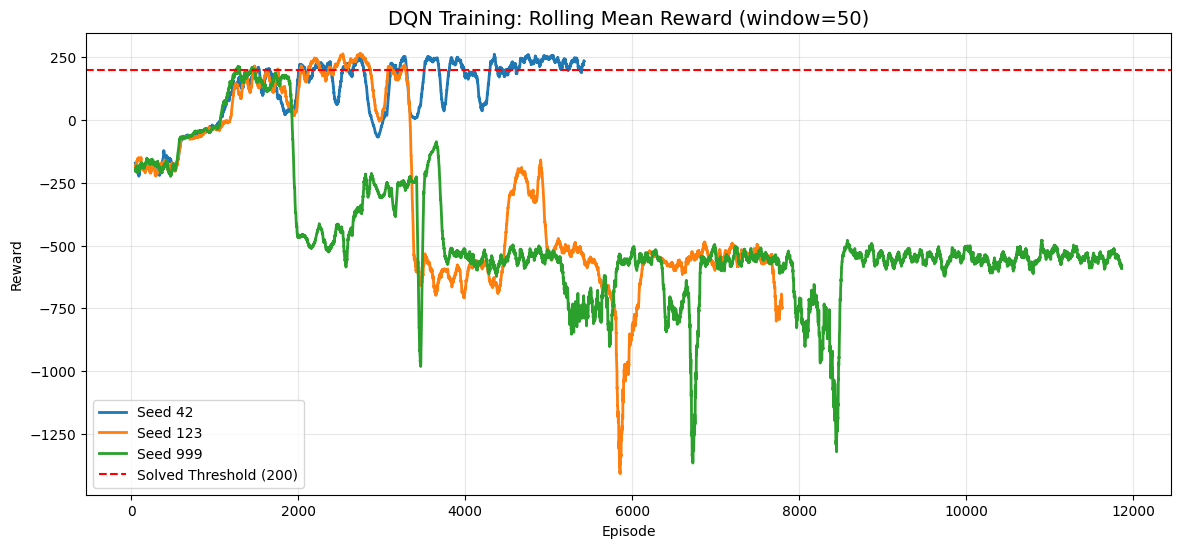 DQN Training: Rolling Mean Reward (window=50)
Reward
250
0
−250
−500
−750
−1000
−1250
Seed 42
Seed 123
Seed 999
Solved Threshold (200)
0 2000 4000 6000 8000 10000 12000
Episode